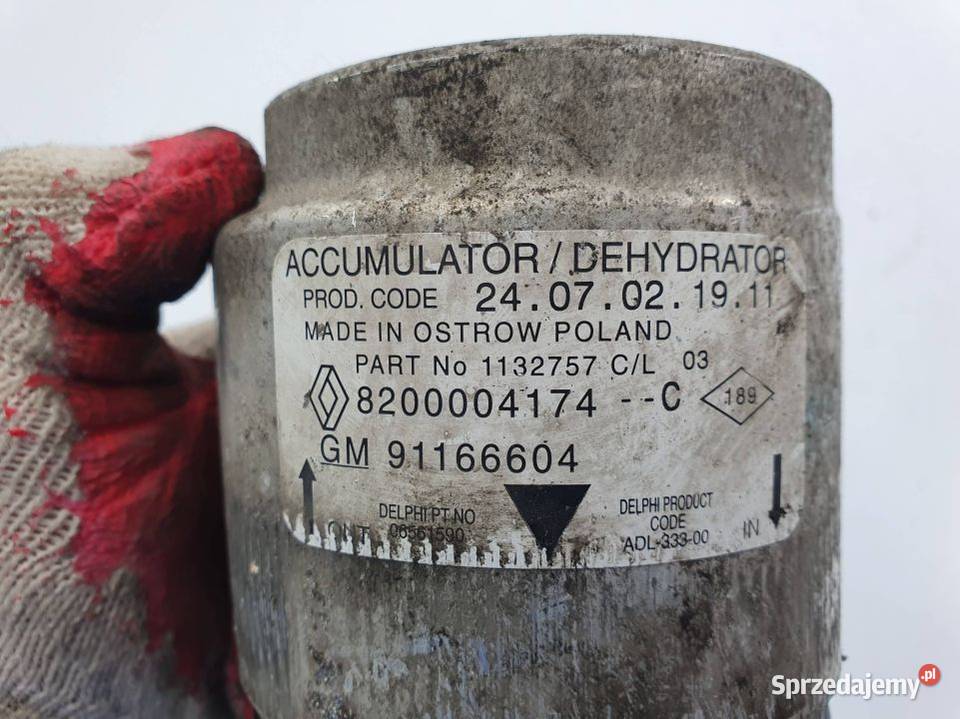 ACCUMULATOR / DEHYDRATOR
PROD. CODE 24.07.02.19.11
MADE IN OSTROW POLAND
PART No 1132757 C/L 03
8200004174 --C 189
GM 91166604
DELPHI PT NO
06561590
DELPHI PRODUCT
CODE
ADL-333-00
IN
Sprzedajemy.pl